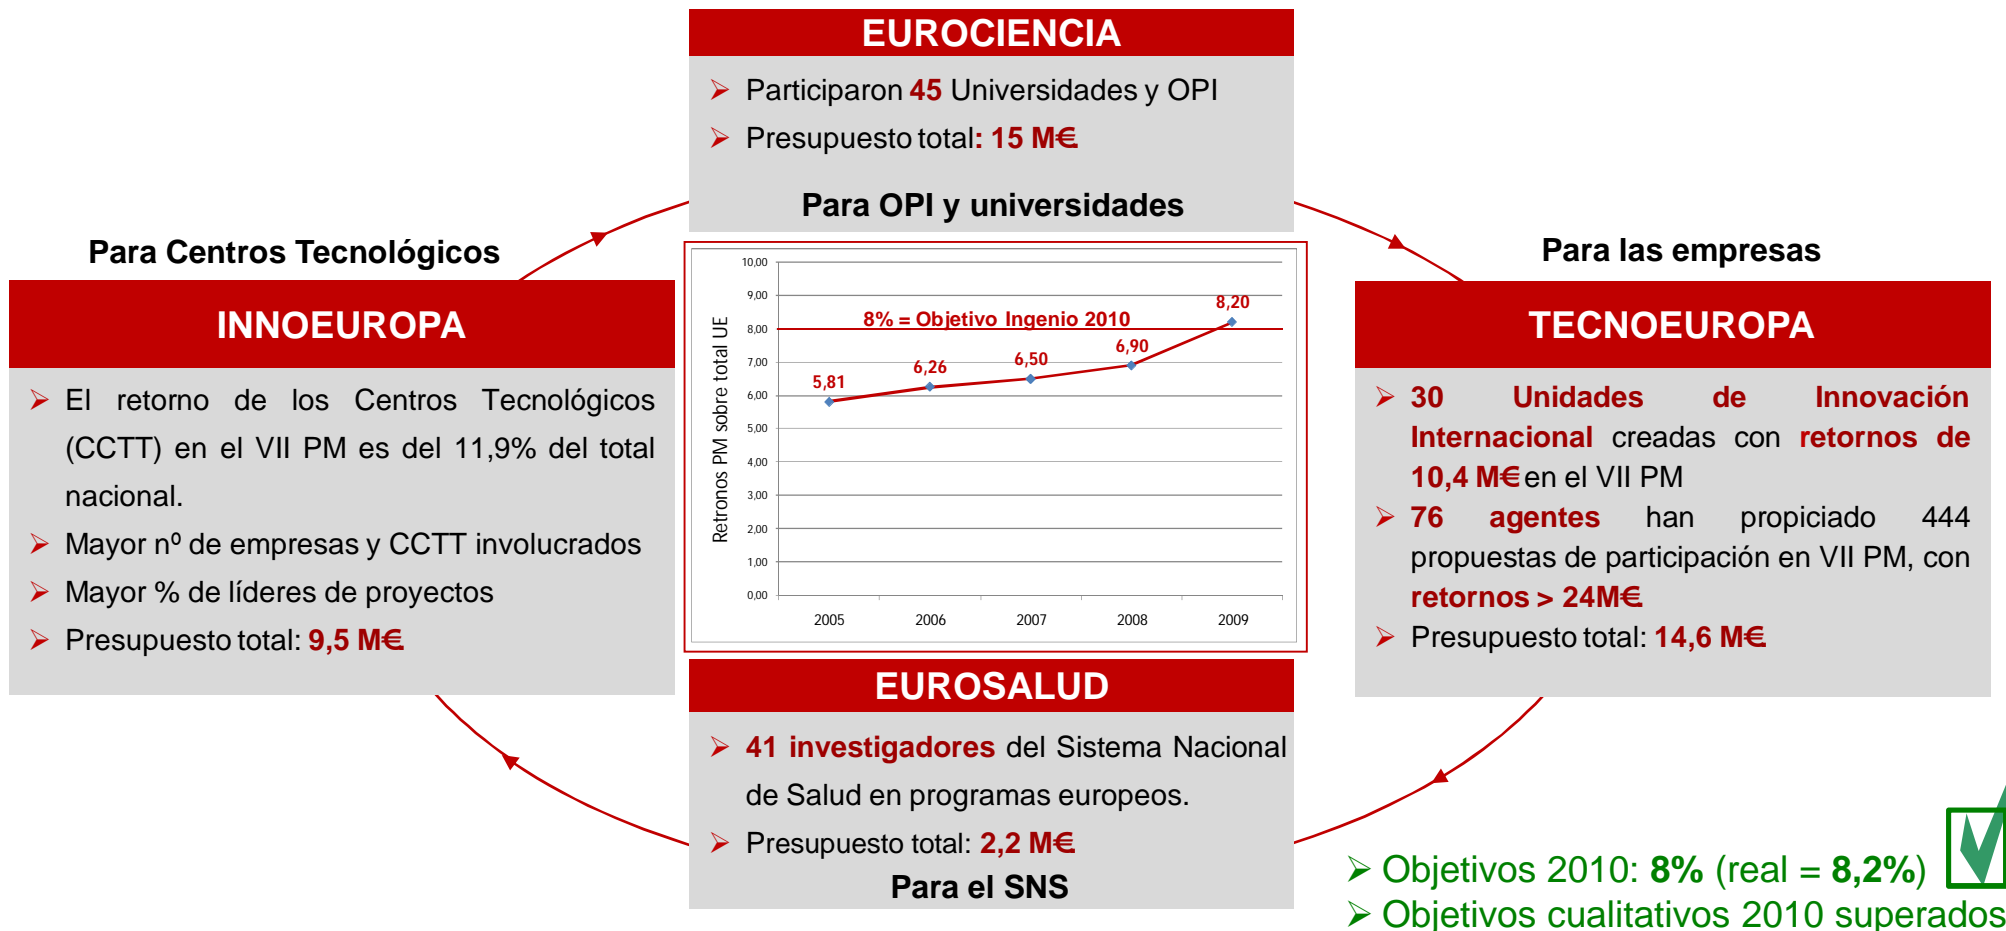 EUROCIENCIA
➢ Participaron 45 Universidades y OPI
➢ Presupuesto total: 15 M€
Para OPI y universidades
Para Centros Tecnológicos
INNOEUROPA
➢ El retorno de los Centros Tecnológicos
(CCTT) en el VII PM es del 11,9% del total
nacional.
➢ Mayor nº de empresas y CCTT involucrados
➢ Mayor % de líderes de proyectos
➢ Presupuesto total: 9,5 M€
Retronos PM sobre total UE
10,00
9,00
8,00
7,00
6,00
5,00
4,00
3,00
2,00
1,00
0,00
8% = Objetivo Ingenio 2010
5,81
6,26
6,50
6,90
8,20
2005 2006 2007 2008 2009
Para las empresas
TECNOEUROPA
➢ 30 Unidades de Innovación
Internacional creadas con retornos de
10,4 M€ en el VII PM
➢ 76 agentes han propiciado 444
propuestas de participación en VII PM, con
retornos > 24M€
➢ Presupuesto total: 14,6 M€
EUROSALUD
➢ 41 investigadores del Sistema Nacional
de Salud en programas europeos.
➢ Presupuesto total: 2,2 M€
Para el SNS
➢ Objetivos 2010: 8% (real = 8,2%)
➢ Objetivos cualitativos 2010 superados